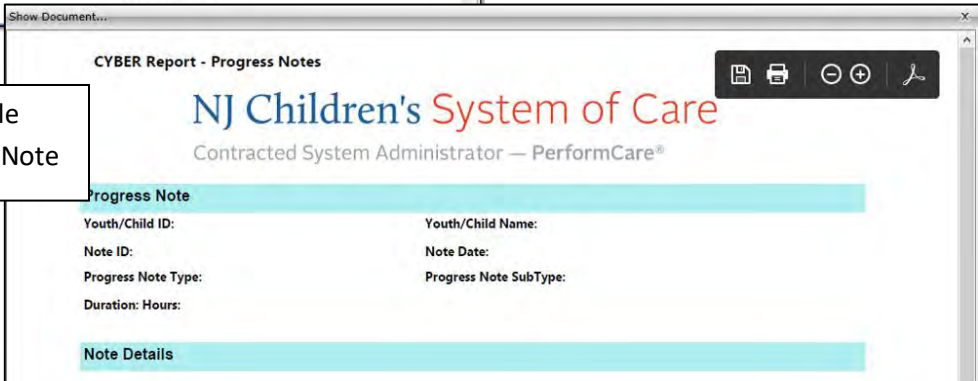 Show Document...
X
CYBER Report - Progress Notes
NJ Children's System of Care
Contracted System Administrator — PerformCare®
Note
Progress Note
Youth/Child ID: Youth/Child Name:
Note ID: Note Date:
Progress Note Type: Progress Note SubType:
Duration: Hours:
Note Details